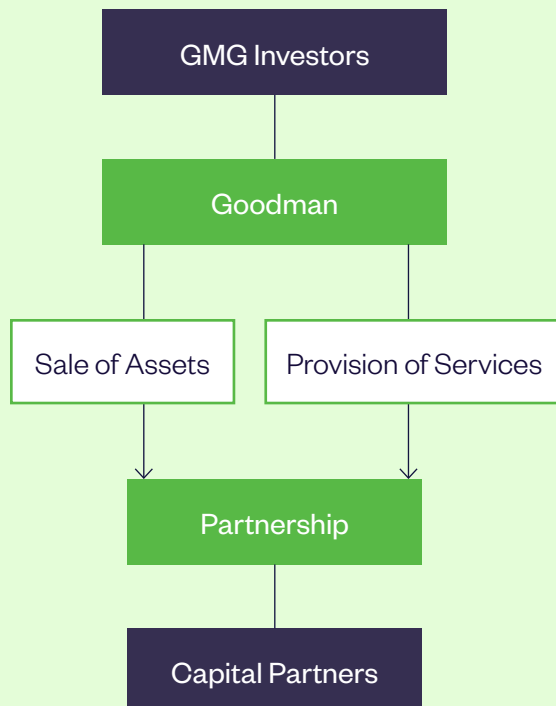 GMG Investors
Goodman
Sale of Assets
Provision of Services
Partnership
Capital Partners